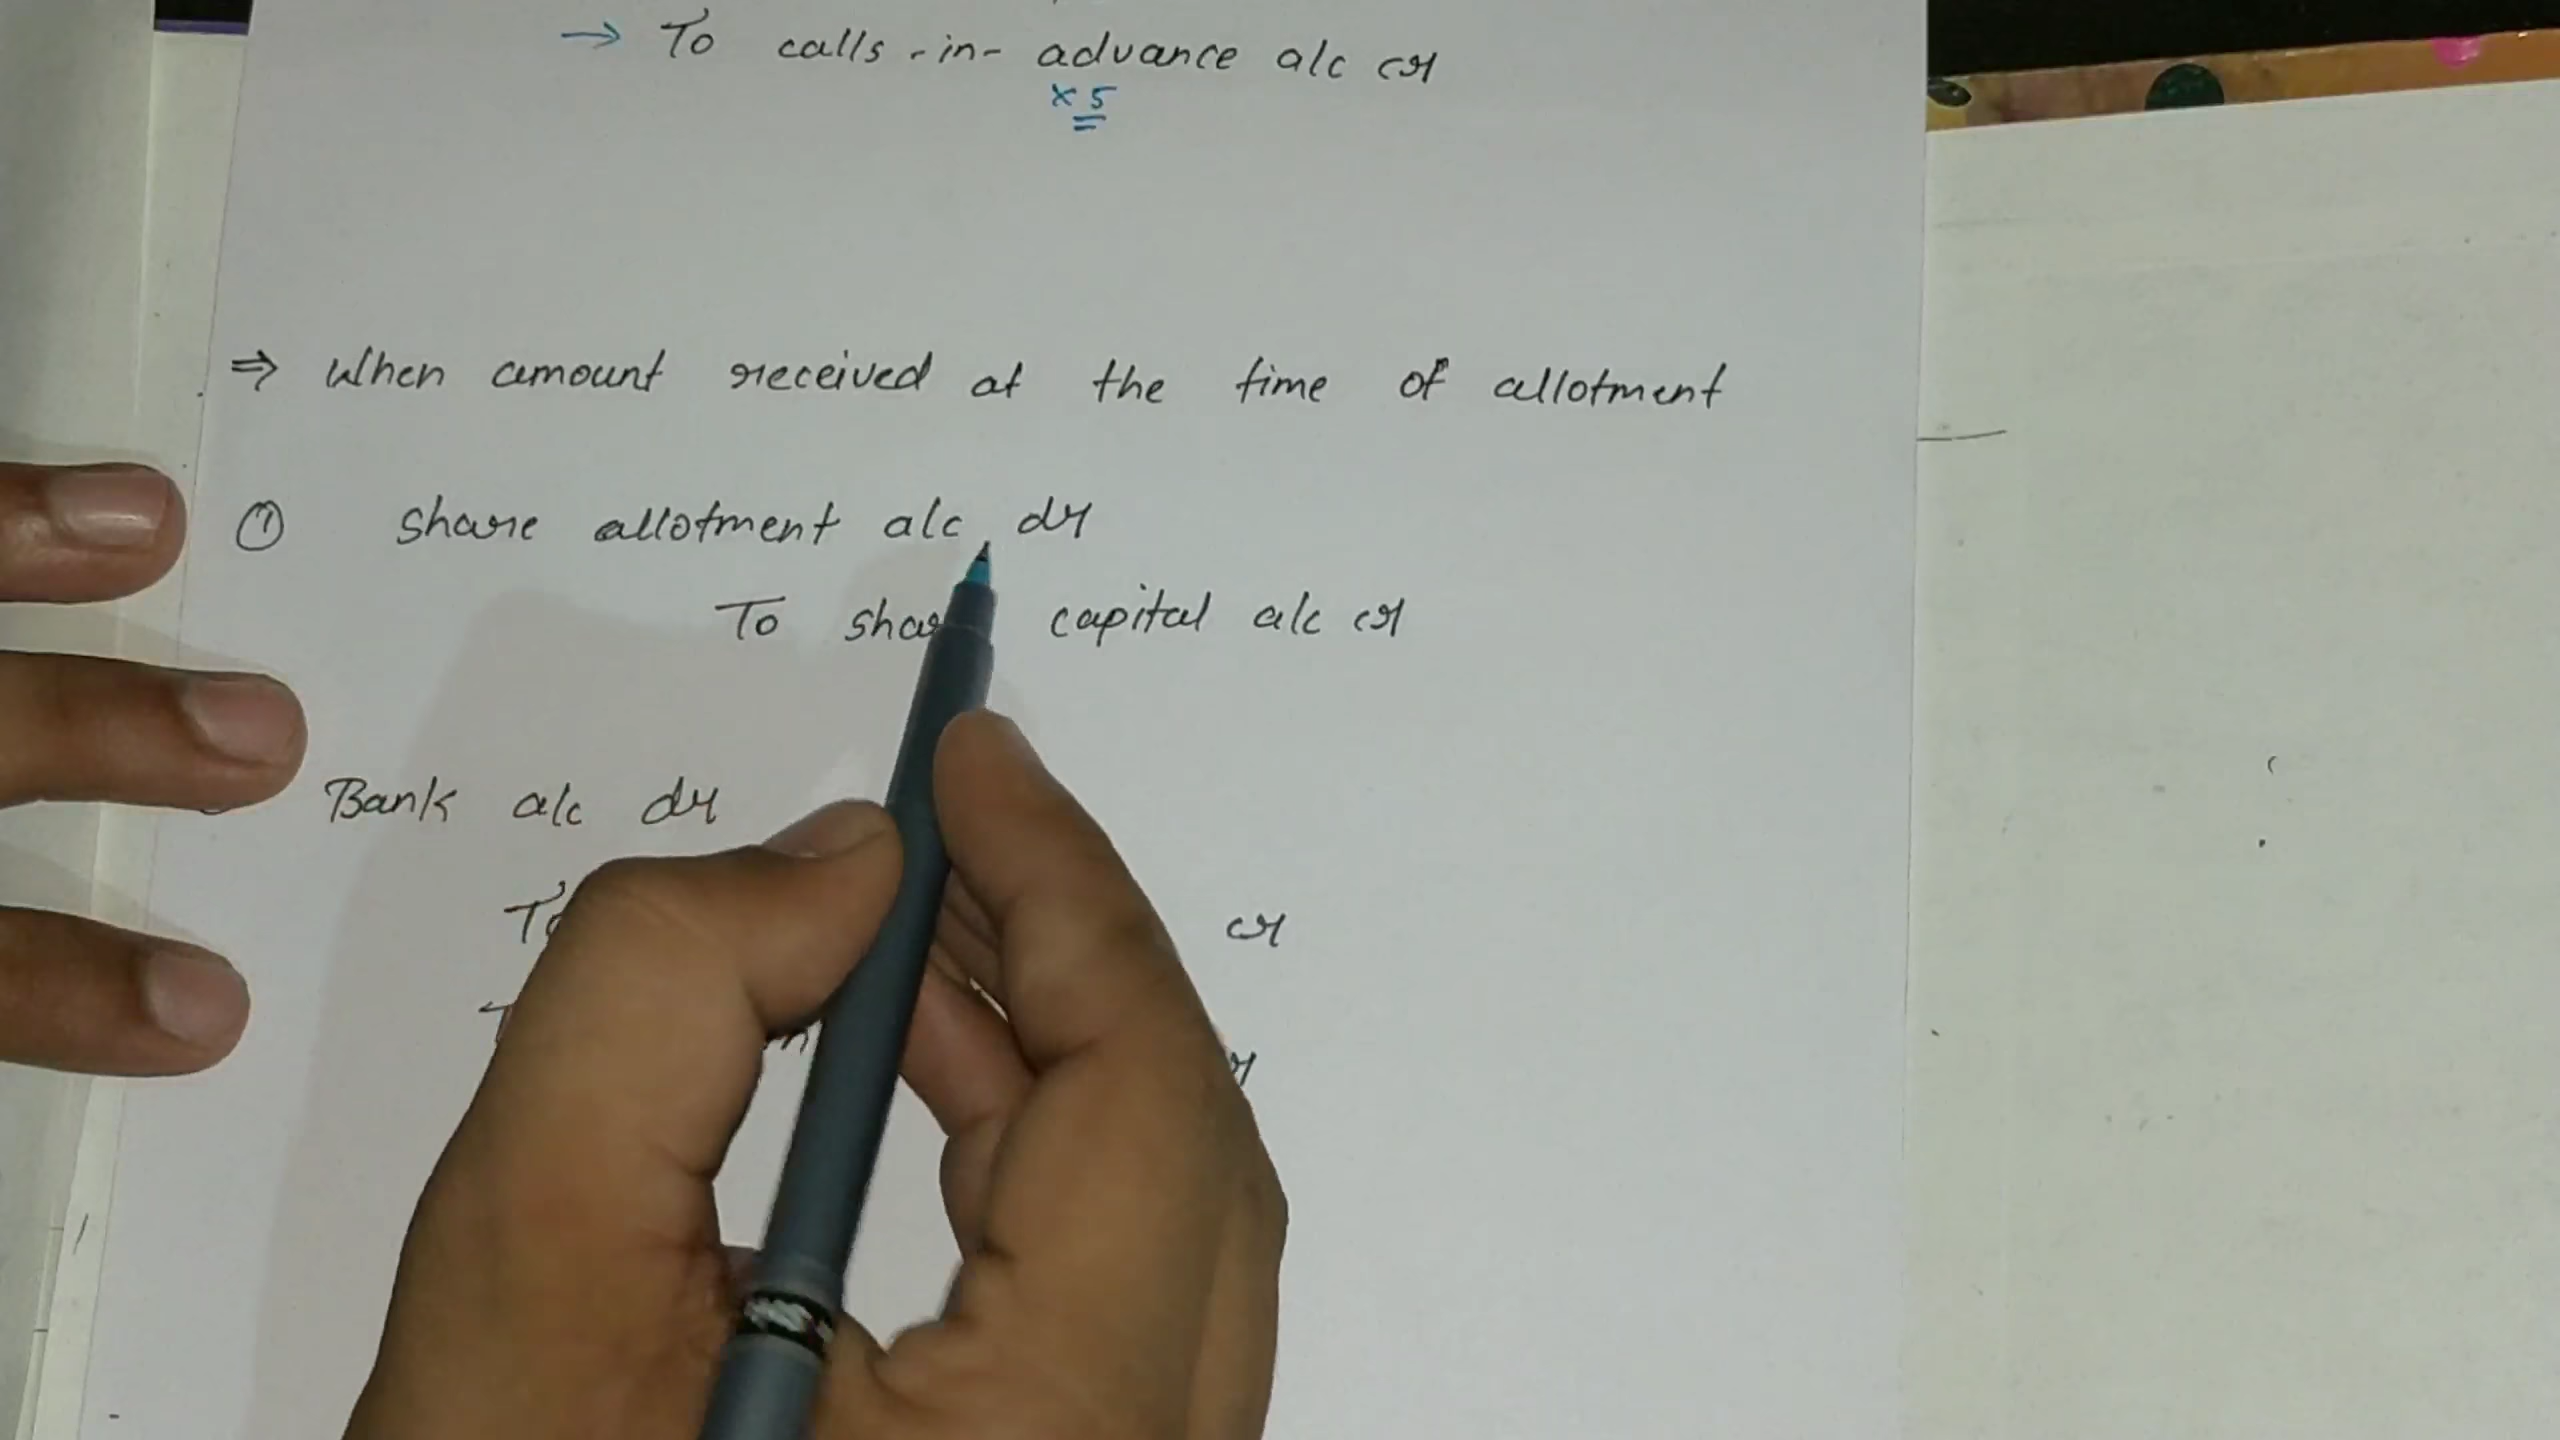 → To calls-in-advance a/c cr
x 5
⇒ When amount received at the time of allotment
① Share allotment a/c dr
To capital a/c cr
Bank a/c dr
To cr